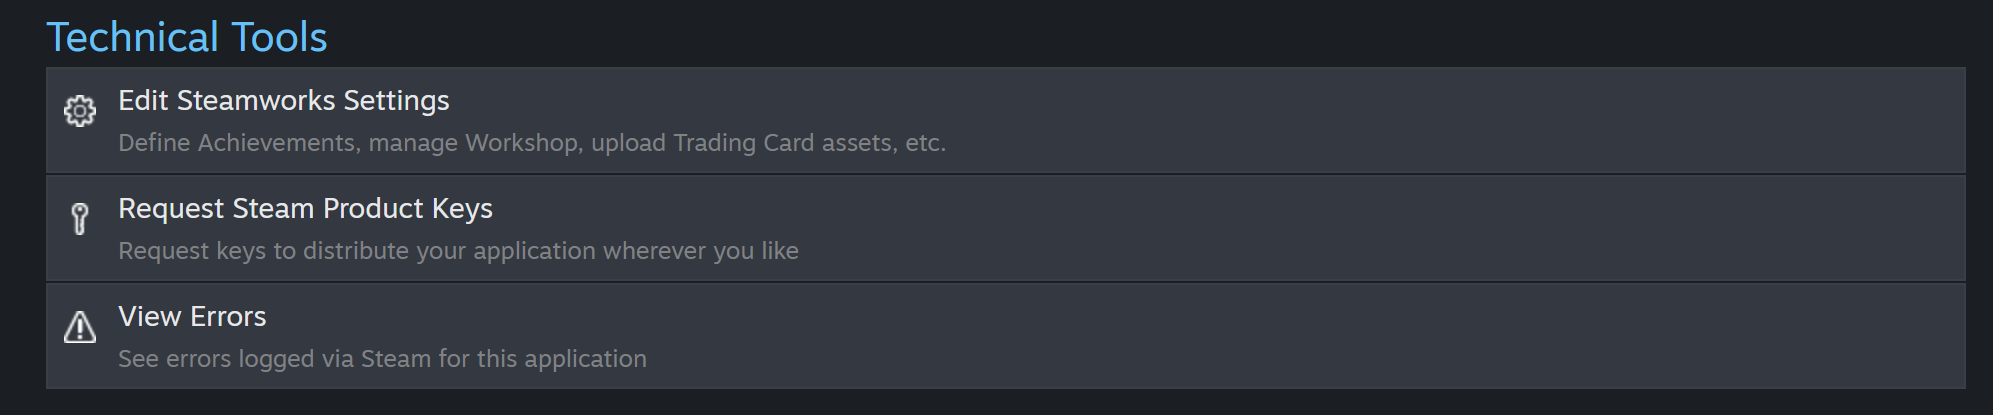 Technical Tools
Edit Steamworks Settings
Define Achievements, manage Workshop, upload Trading Card assets, etc.
Request Steam Product Keys
Request keys to distribute your application wherever you like
View Errors
See errors logged via Steam for this application